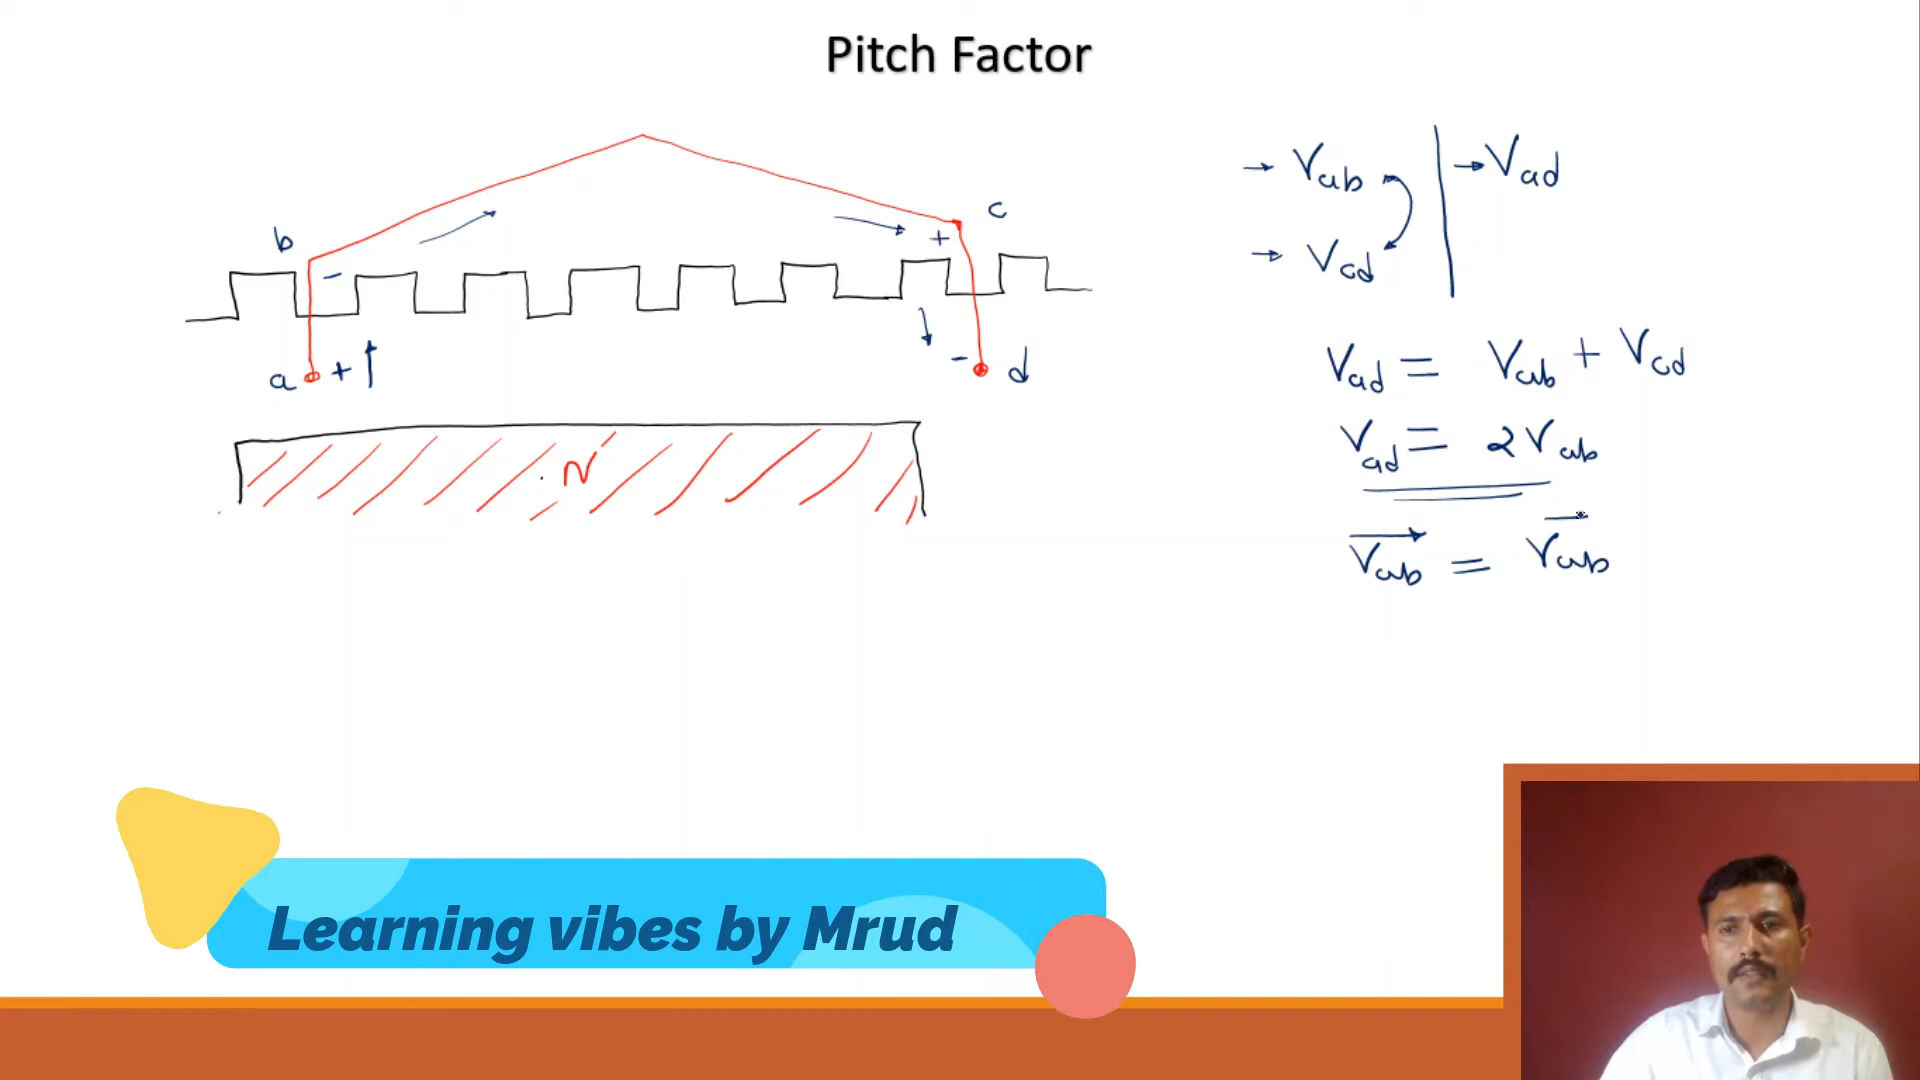 Pitch Factor
→ Vab
→ Vad
→ Vcd
b
-
c
+
a
+
-
d
N
Vad = Vab + Vcd
Vad = 2Vab
Vab = Vab
Learning vibes by Mrud